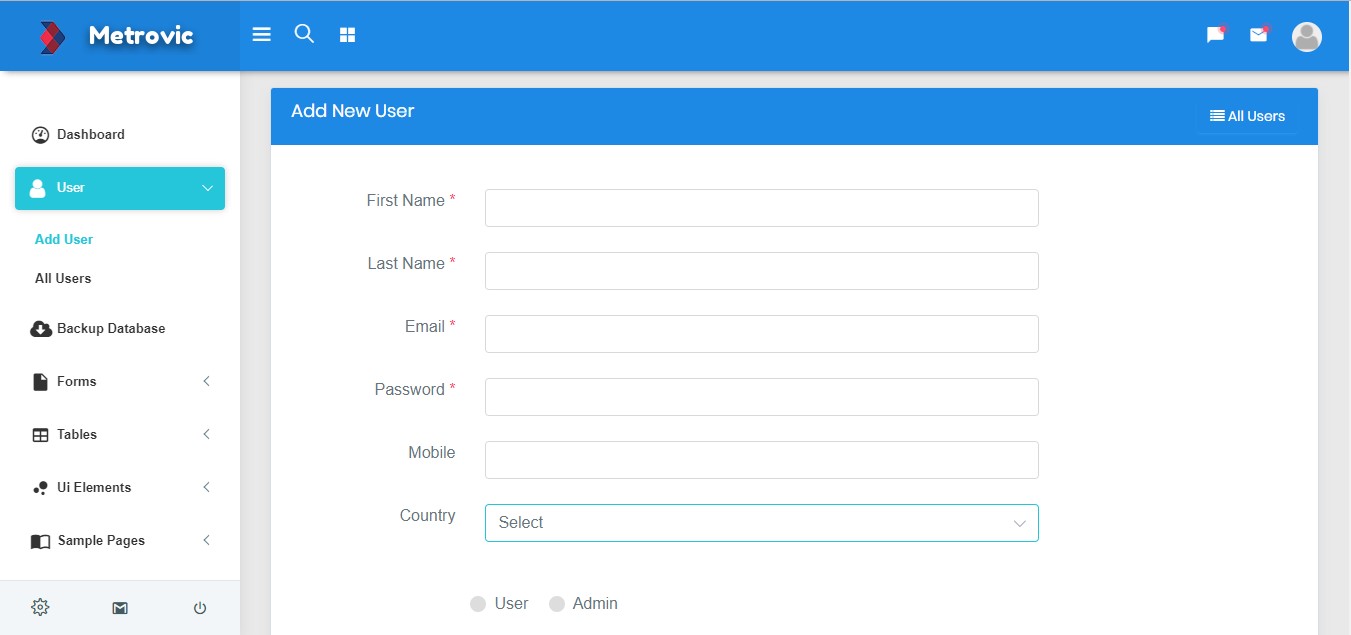 Metrovic
Dashboard
User
Add User
All Users
Backup Database
Forms
Tables
Ui Elements
Sample Pages
Add New User
All Users
First Name *
Last Name *
Email *
Password *
Mobile
Country
Select
User
Admin